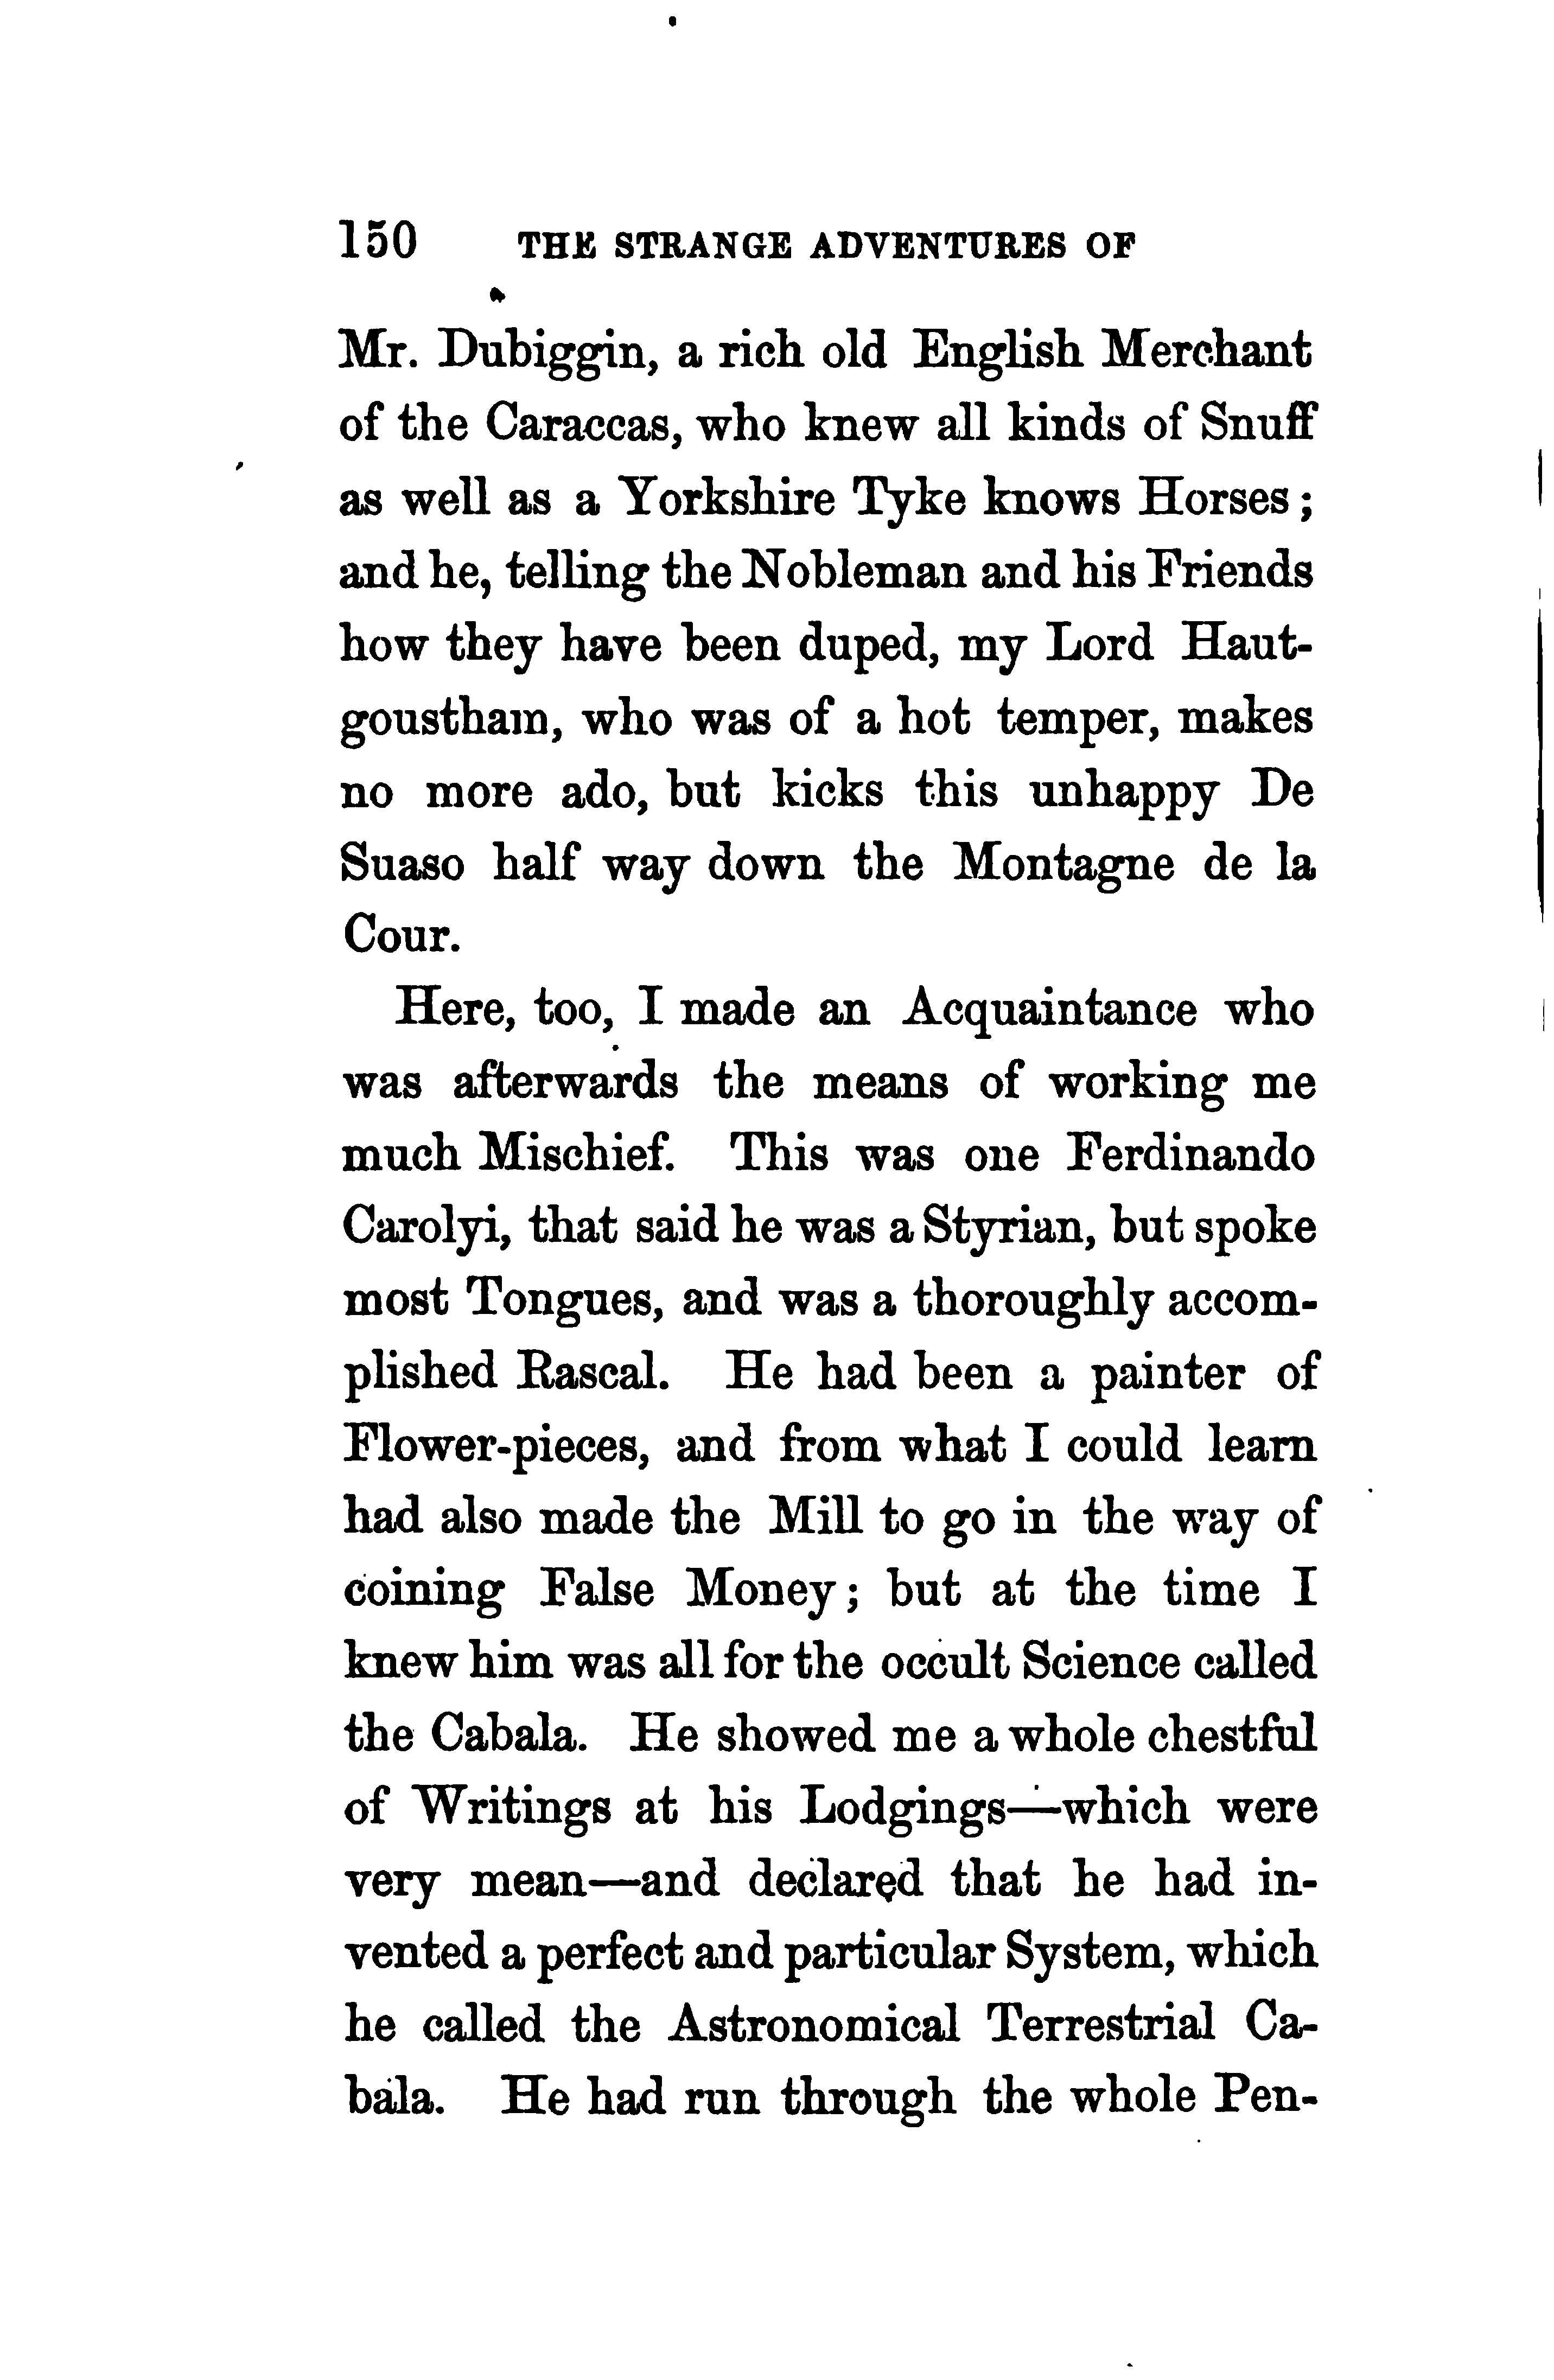 150 THE STRANGE ADVENTURES OF
Mr. Dubiggin, a rich old English Merchant
of the Caraccas, who knew all kinds of Snuff
as well as a Yorkshire Tyke knows Horses;
and he, telling the Nobleman and his Friends
how they have been duped, my Lord Haut-
goustham, who was of a hot temper, makes
no more ado, but kicks this unhappy De
Suaso half way down the Montagne de la
Cour.
Here, too, I made an Acquaintance who
was afterwards the means of working me
much Mischief. This was one Ferdinando
Carolyi, that said he was a Styrian, but spoke
most Tongues, and was a thoroughly accom-
plished Rascal. He had been a painter of
Flower-pieces, and from what I could learn
had also made the Mill to go in the way of
coining False Money; but at the time I
knew him was all for the occult Science called
the Cabala. He showed me a whole chestful
of Writings at his Lodgings—which were
very mean—and declared that he had in-
vented a perfect and particular System, which
he called the Astronomical Terrestrial Ca-
bala. He had run through the whole Pen-